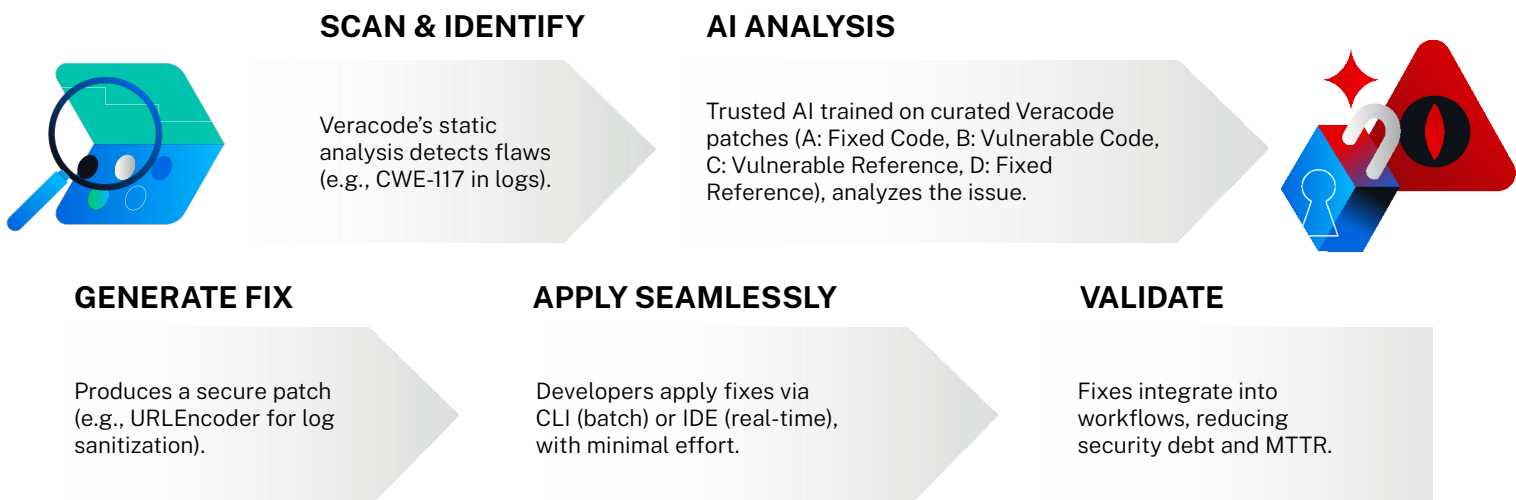 SCAN & IDENTIFY
Veracode’s static
analysis detects flaws
(e.g., CWE-117 in logs).
AI ANALYSIS
Trusted AI trained on curated Veracode
patches (A: Fixed Code, B: Vulnerable Code,
C: Vulnerable Reference, D: Fixed
Reference), analyzes the issue.
GENERATE FIX
Produces a secure patch
(e.g., URLEncoder for log
sanitization).
APPLY SEAMLESSLY
Developers apply fixes via
CLI (batch) or IDE (real-time),
with minimal effort.
VALIDATE
Fixes integrate into
workflows, reducing
security debt and MTTR.